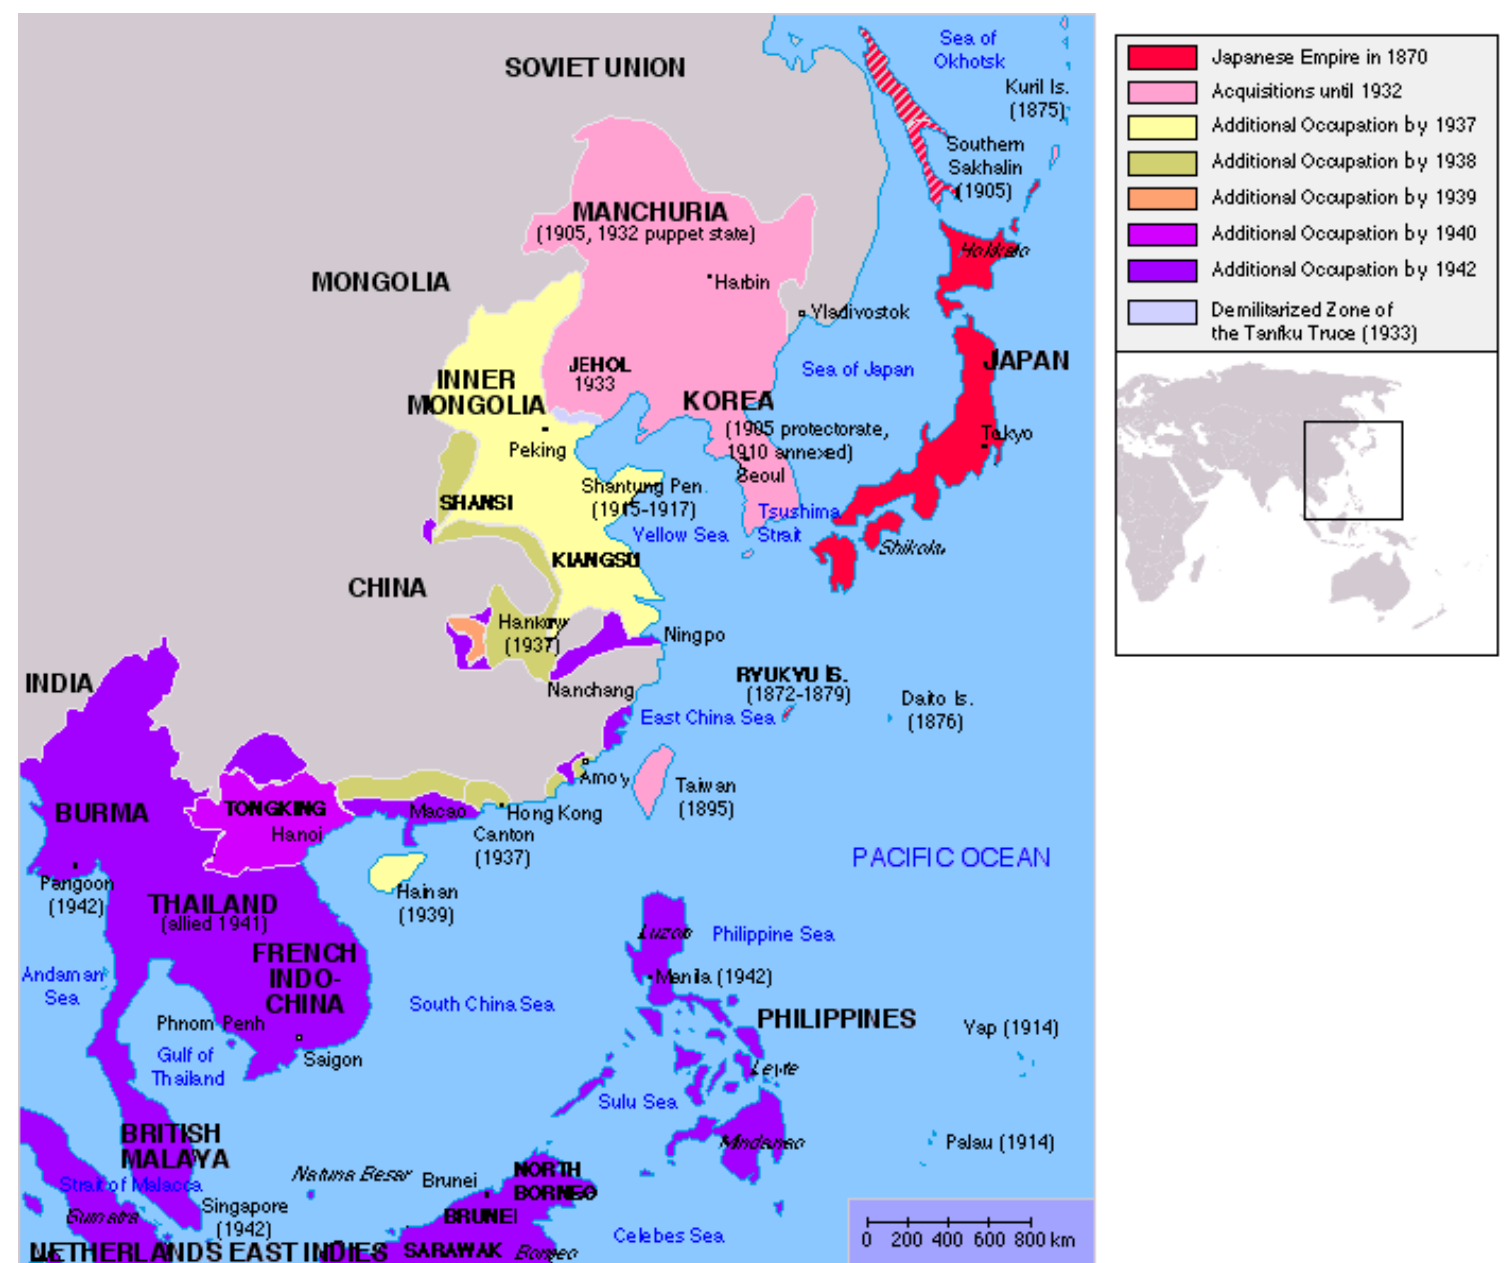 SOVIET UNION
Sea of
Okhotsk
Kuril Is.
(1875)
Southern
Sakhalin
(1905)
MANCHURIA
(1905, 1932 puppet state)
Hokkaido
MONGOLIA
Harbin
Vladivostok
JEHOL
1933
Sea of Japan
JAPAN
INNER
MONGOLIA
KOREA
(1905 protectorate,
1910 annexed)
Tokyo
Peking
Seoul
Shantung Pen.
(1915-1917)
SHANSI
Tsushima
Strait
Yellow Sea
Shikoku
KIANGSU
CHINA
Hankow
(1937)
Ningpo
INDIA
Nanchang
RYUKYU IS.
(1872-1879)
Daito Is.
(1876)
East China Sea
Amoy
Taiwan
(1895)
BURMA
TONGKING
Hanoi
Macao
Hong Kong
Canton
(1937)
PACIFIC OCEAN
Pangoon
(1942)
Hainan
(1939)
THAILAND
(allied 1941)
FRENCH
INDO-
CHINA
Luzon
Philippine Sea
Andaman
Sea
Manila (1942)
South China Sea
PHILIPPINES
Yap (1914)
Phnom Penh
Saigon
Gulf of
Thailand
Leyte
Sulu Sea
BRITISH
MALAYA
Mindanao
Palau (1914)
Strait of Malacca
Natuna Besar
Brunei
NORTH
BORNEO
Singapore
(1942)
Sumatra
BRUNEI
Celebes Sea
NETHERLANDS EAST INDIES
SARAWAK
Borneo
0 200 400 600 800 km
Japanese Empire in 1870
Acquisitions until 1932
Additional Occupation by 1937
Additional Occupation by 1938
Additional Occupation by 1939
Additional Occupation by 1940
Additional Occupation by 1942
Demilitarized Zone of
the Tanfku Truce (1933)